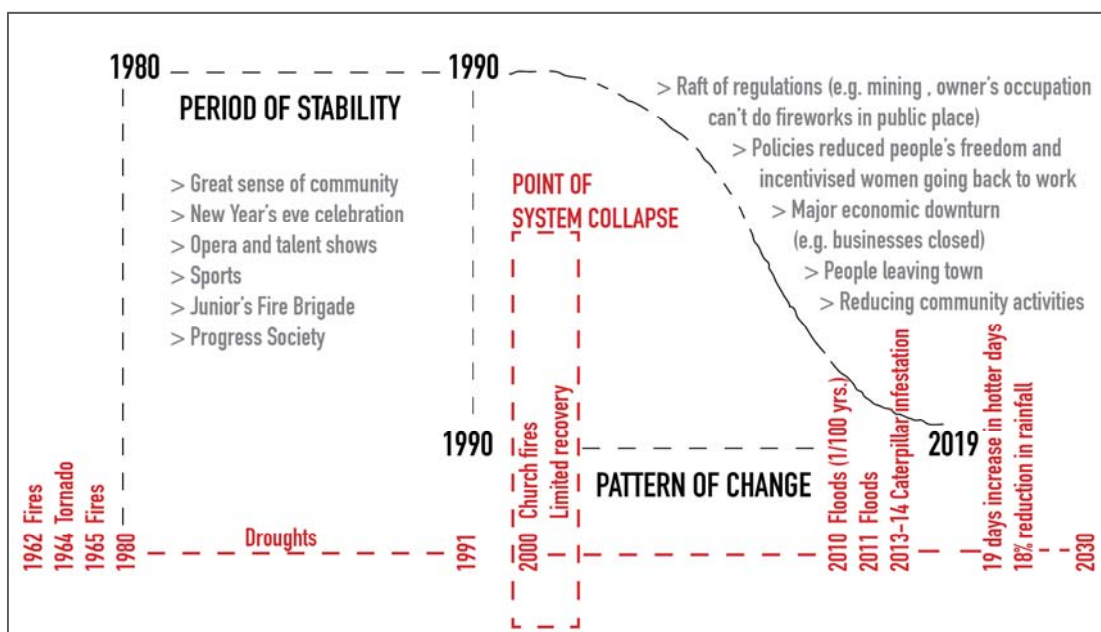 1980
1990
PERIOD OF STABILITY
> Great sense of community
> New Year's eve celebration
> Opera and talent shows
> Sports
> Junior's Fire Brigade
> Progress Society
> Raft of regulations (e.g. mining , owner's occupation
can't do fireworks in public place)
> Policies reduced people's freedom and
incentivised women going back to work
> Major economic downturn
(e.g. businesses closed)
> People leaving town
> Reducing community activities
POINT OF
SYSTEM COLLAPSE
1990
2019
PATTERN OF CHANGE
1962 Fires
1964 Tornado
1965 Fires
1980
Droughts
1991
2000 Church fires
Limited recovery
2010 Floods (1/100 yrs.)
2011 Floods
2013–14 Caterpillar infestation
19 days increase in hotter days
18% reduction in rainfall
2030